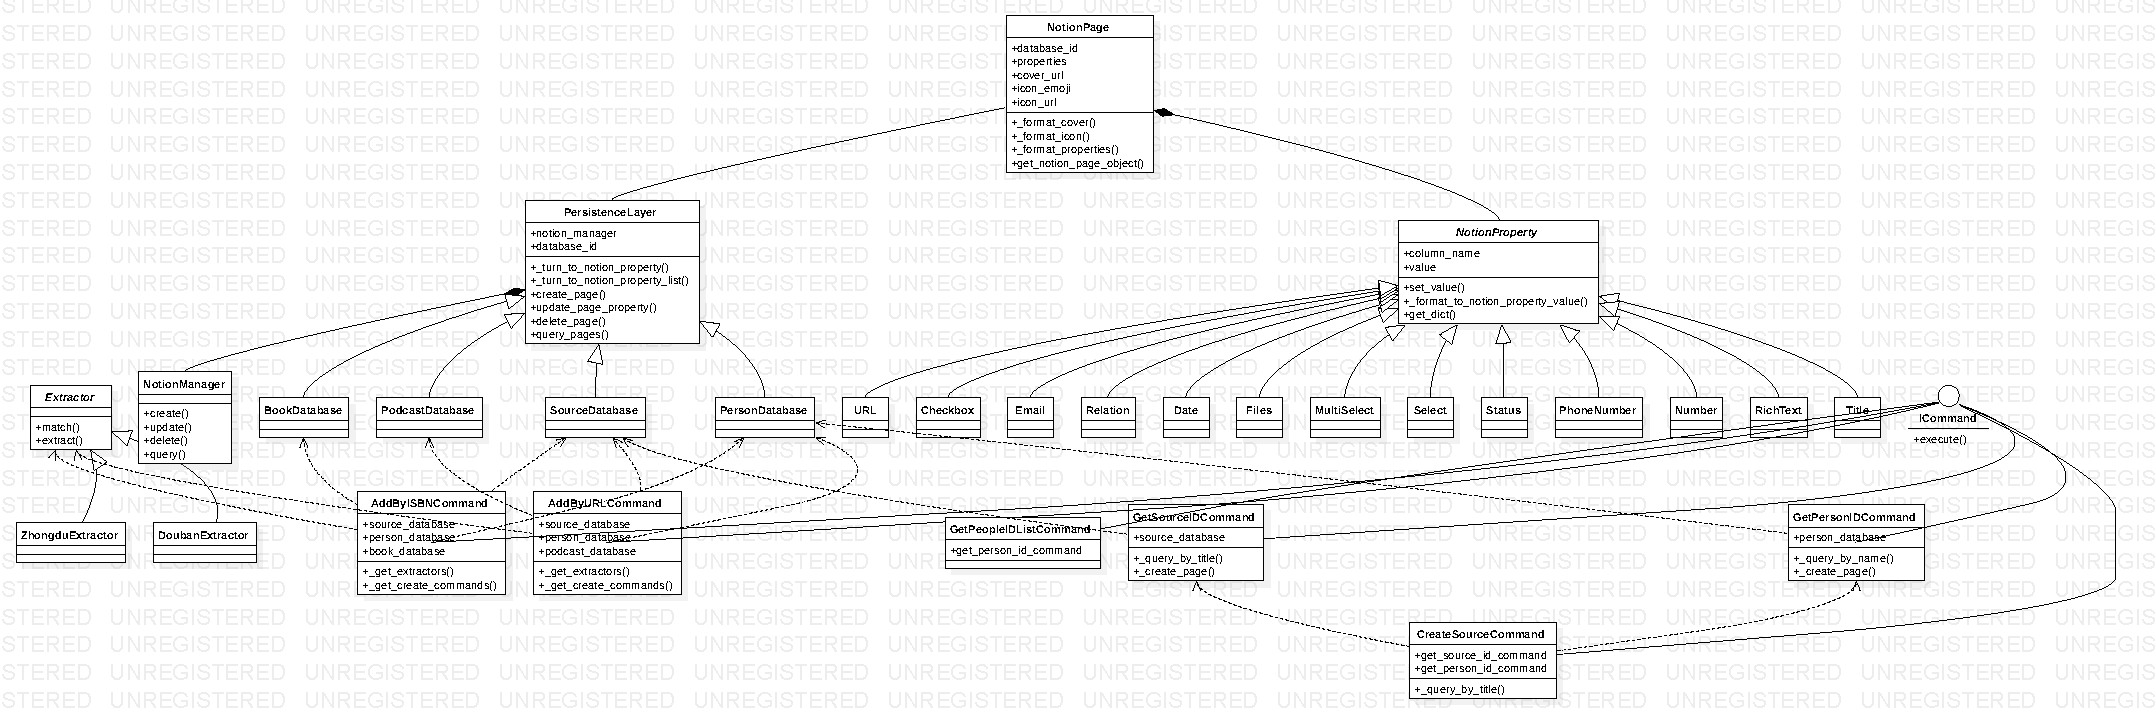 NotionPage
+database_id
+properties
+cover_url
+icon_emoji
+icon_url
+_format_cover()
+_format_icon()
+_format_properties()
+get_notion_page_object()
PersistenceLayer
+notion_manager
+database_id
+_turn_to_notion_property()
+_turn_to_notion_property_list()
+create_page()
+update_page_property()
+delete_page()
+query_pages()
NotionProperty
+column_name
+value
+set_value()
+_format_to_notion_property_value()
+get_dict()
Extractor
+match()
+extract()
NotionManager
+create()
+update()
+delete()
+query()
BookDatabase
PodcastDatabase
SourceDatabase
PersonDatabase
URL
Checkbox
Email
Relation
Date
Files
MultiSelect
Select
Status
PhoneNumber
Number
RichText
Title
ICommand
+execute()
ZhongduExtractor
DoubanExtractor
AddByISBNCommand
+source_database
+person_database
+book_database
+_get_extractors()
+_get_create_commands()
AddByURLCommand
+source_database
+person_database
+podcast_database
+_get_extractors()
+_get_create_commands()
GetPeopleIDListCommand
+get_person_id_command
GetSourceIDCommand
+source_database
+_query_by_title()
+_create_page()
GetPersonIDCommand
+person_database
+_query_by_name()
+_create_page()
CreateSourceCommand
+get_source_id_command
+get_person_id_command
+_query_by_title()